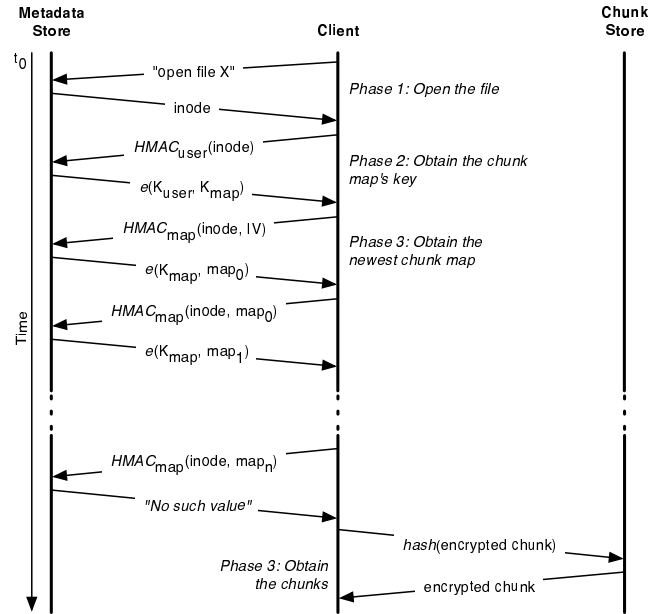 Metadata
Store
Client
Chunk
Store
t0
"open file X"
Phase 1: Open the file
inode
HMACuser(inode)
Phase 2: Obtain the chunk
map's key
e(Kuser, Kmap)
HMACmap(inode, IV)
Phase 3: Obtain the
newest chunk map
e(Kmap, map0)
HMACmap(inode, map0)
Time
e(Kmap, map1)
HMACmap(inode, mapn)
"No such value"
hash(encrypted chunk)
Phase 3: Obtain
the chunks
encrypted chunk